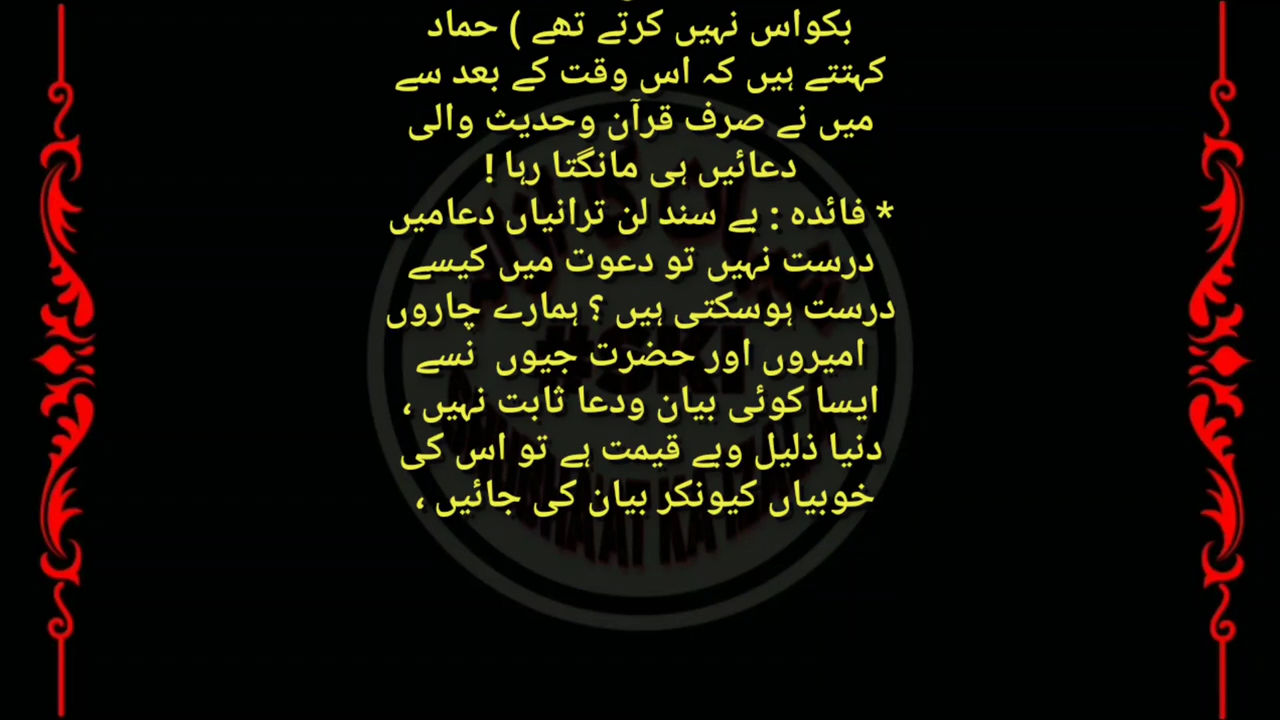 بکواس نہیں کرتے تھے ) حماد
کہتتے ہیں کہ اس وقت کے بعد سے
میں نے صرف قرآن وحدیث والی
دعائیں ہی مانگتا رہا !
* فائدہ : بے سند لن ترانیاں دعامیں
درست نہیں تو دعوت میں کیسے
درست ہوسکتی ہیں ؟ ہمارے چاروں
امیروں اور حضرت جیوں نسے
ایسا کوئی بیان ودعا ثابت نہیں ،
دنیا ذلیل وبے قیمت ہے تو اس کی
خوبیاں کیونکر بیان کی جائیں ،
#SKI